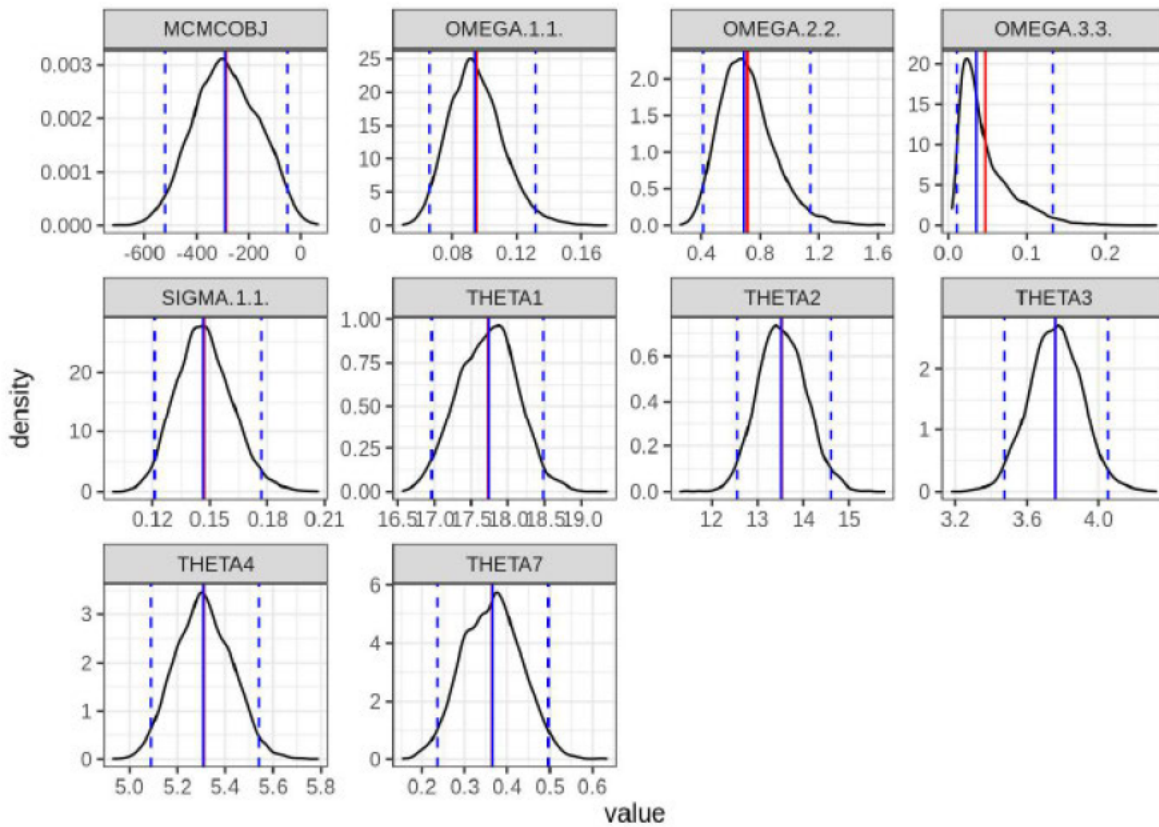 MCMCOBJ
OMEGA.1.1.
OMEGA.2.2.
OMEGA.3.3.
0.003
0.002
0.001
0.000
25
20
15
10
5
0
2.0
1.5
1.0
0.5
0.0
20
15
10
5
0
-600 -400 -200 0
0.08 0.12 0.16
0.4 0.8 1.2 1.6
0.0 0.1 0.2
SIGMA.1.1.
THETA1
THETA2
THETA3
20
10
0
1.00
0.75
0.50
0.25
0.00
0.6
0.4
0.2
0.0
2
1
0
0.12 0.15 0.18 0.21
16.5 17.0 17.5 18.0 18.5 19.0
12 13 14 15
3.2 3.6 4.0
THETA4
THETA7
3
2
1
0
6
4
2
0
5.0 5.2 5.4 5.6 5.8
0.2 0.3 0.4 0.5 0.6
density
value